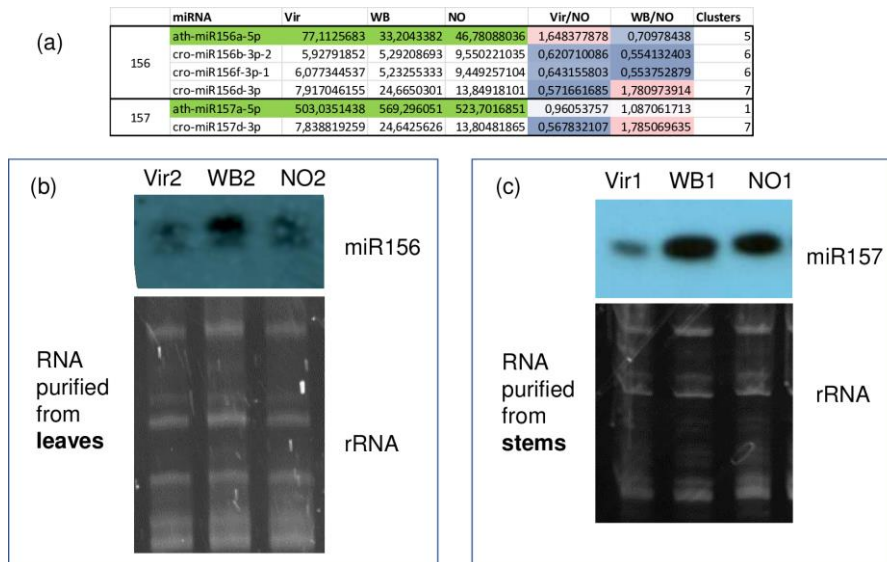 (a)
miRNA Vir WB NO Vir/NO WB/NO Clusters
156
ath-miR156a-5p 77,1125683 33,2043382 46,78088036 1,648377878 0,70978438 5
cro-miR156b-3p-2 5,92791852 5,29208693 9,550221035 0,620710086 0,554132403 6
cro-miR156f-3p-1 6,077344537 5,23255333 9,449257104 0,643155803 0,553752879 6
cro-miR156d-3p 7,917046155 24,6650301 13,84918101 0,571661685 1,780973914 7
157
ath-miR157a-5p 503,0351438 569,296051 523,7016851 0,96053757 1,087061713 1
cro-miR157d-3p 7,838819259 24,6425626 13,80481865 0,567832107 1,785069635 7
(b)
Vir2 WB2 NO2
miR156
RNA
purified
from
leaves
rRNA
(c)
Vir1 WB1 NO1
miR157
RNA
purified
from
stems
rRNA